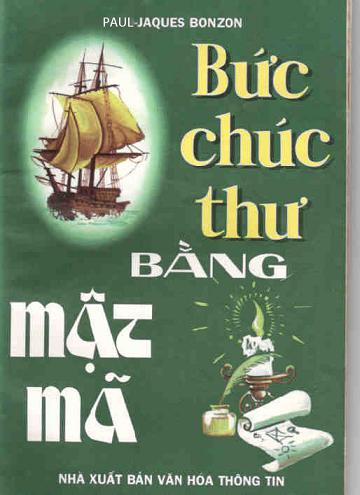 PAUL-JAQUES BONZON
Bức
chúc
thư
BẰNG
MẬT
MÃ
NHÀ XUẤT BẢN VĂN HÓA THÔNG TIN